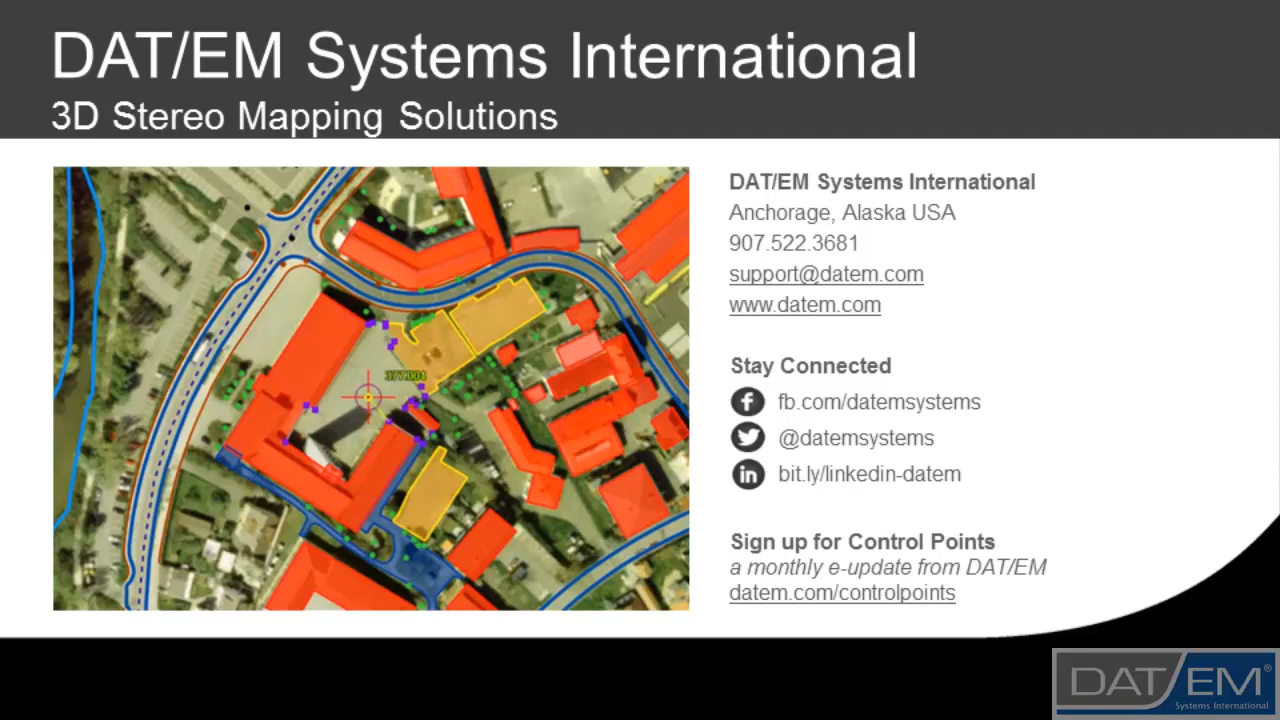 DAT/EM Systems International
3D Stereo Mapping Solutions
377.004
DAT/EM Systems International
Anchorage, Alaska USA
907.522.3681
support@datem.com
www.datem.com
Stay Connected
fb.com/datemsystems
@datemsystems
bit.ly/linkedin-datem
Sign up for Control Points
a monthly e-update from DAT/EM
datem.com/controlpoints
DAT/EM®
Systems International